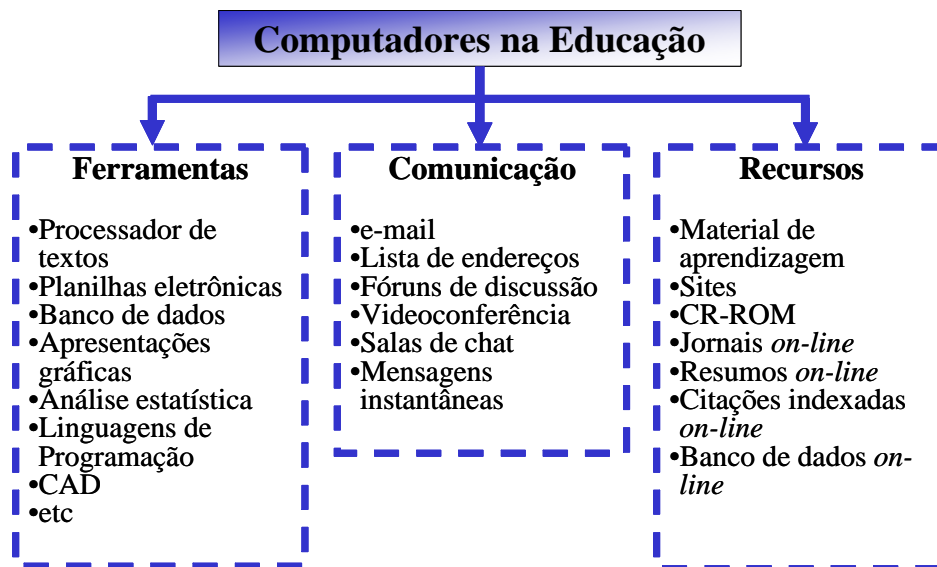 Computadores na Educação
Ferramentas
•Processador de
textos
•Planilhas eletrônicas
•Banco de dados
•Apresentações
gráficas
•Análise estatística
•Linguagens de
Programação
•CAD
•etc
Comunicação
•e-mail
•Lista de endereços
•Fóruns de discussão
•Videoconferência
•Salas de chat
•Mensagens
instantâneas
Recursos
•Material de
aprendizagem
•Sites
•CR-ROM
•Jornais on-line
•Resumos on-line
•Citações indexadas
on-line
•Banco de dados on-
line